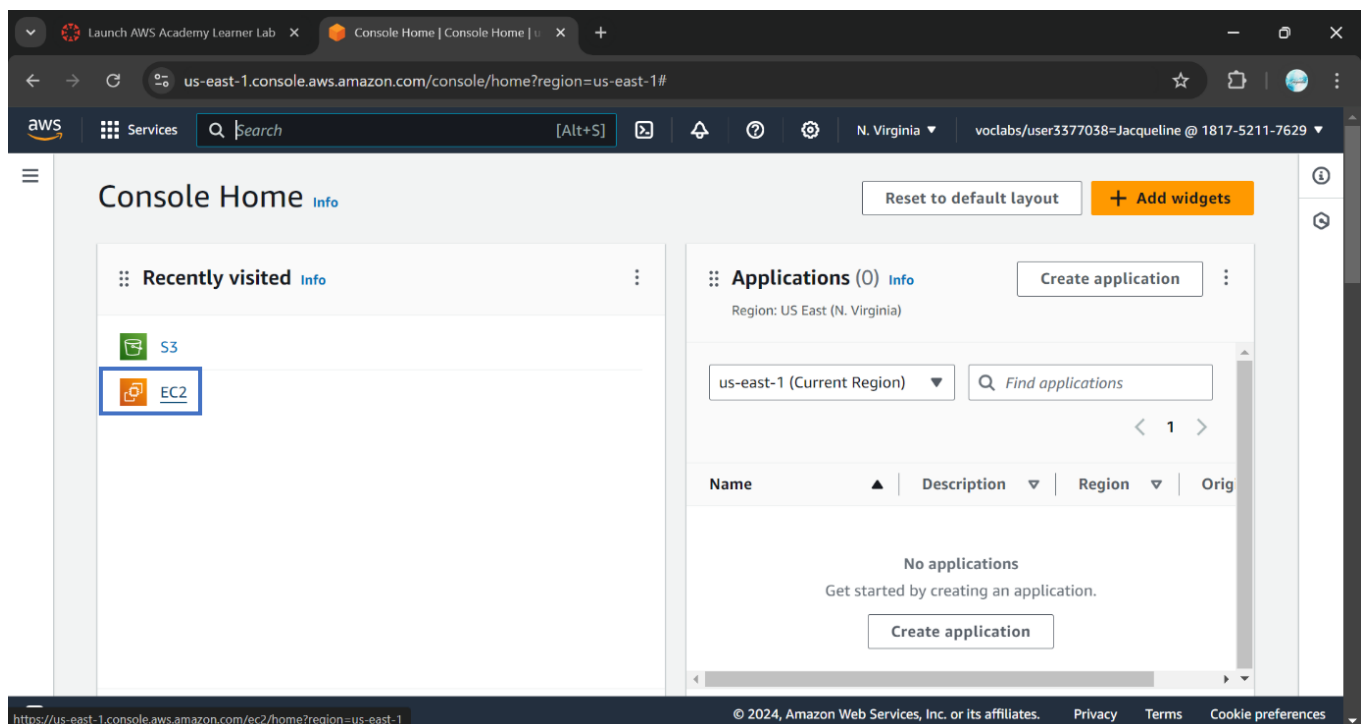 Launch AWS Academy Learner Lab
Console Home | Console Home | u
us-east-1.console.aws.amazon.com/console/home?region=us-east-1#
aws
Services
Search
[Alt+S]
N. Virginia
voclabs/user3377038=Jacqueline @ 1817-5211-7629
Console Home Info
Reset to default layout
+ Add widgets
Recently visited Info
S3
EC2
Applications (0) Info
Region: US East (N. Virginia)
Create application
us-east-1 (Current Region)
Find applications
1
Name
Description
Region
Orig
No applications
Get started by creating an application.
Create application
https://us-east-1.console.aws.amazon.com/ec2/home?region=us-east-1
© 2024, Amazon Web Services, Inc. or its affiliates.
Privacy
Terms
Cookie preferences